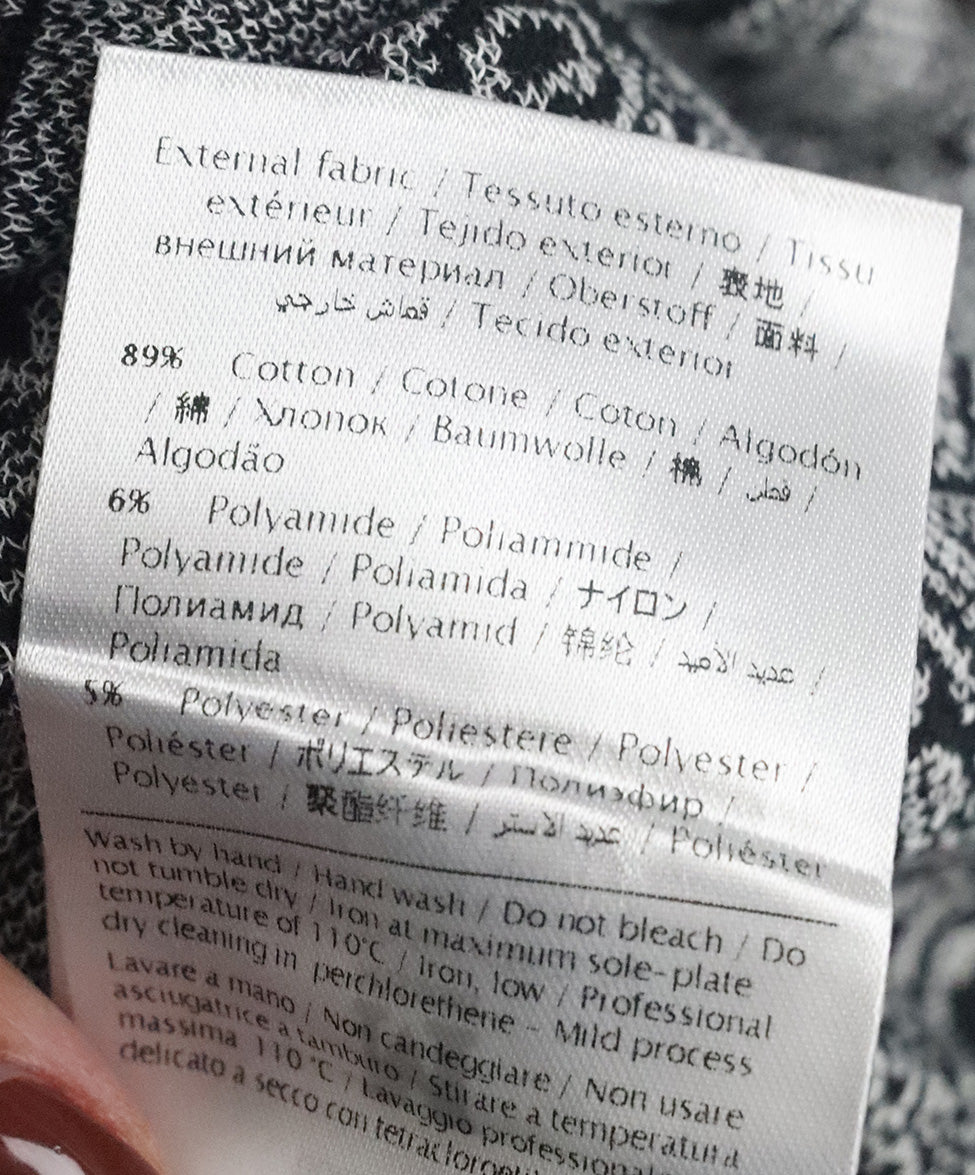 External fabric / Tessuto esterno / Tissu
extérieur / Tejido exterior / 表地 /
внешний материал / Oberstoff / 面料 /
قماش خارجي / Tecido exterior
89% Cotton / Cotone / Coton / Algodón
/ 綿 / Хлопок / Baumwolle / 棉 / قطن /
Algodão
6% Polyamide / Poliammide /
Polyamide / Poliamida / ナイロン /
Полиамид / Polyamid / 锦纶 / عديد الأميد /
Poliamida
5% Polyester / Poliestere / Polyester /
Poliéster / ポリエステル / Полиэфир /
Polyester / 聚酯纤维 / عديد الاستر / Poliéster
Wash by hand / Hand wash / Do not bleach / Do
not tumble dry / Iron at maximum sole-plate
temperature of 110°C / Iron, low / Professional
dry cleaning in perchlorethene - Mild process
Lavare a mano / Non candeggiare / Non usare
asciugatrice a tamburo / Stirare a temperatura
massima 110°C / Lavaggio professionale
delicato a secco con